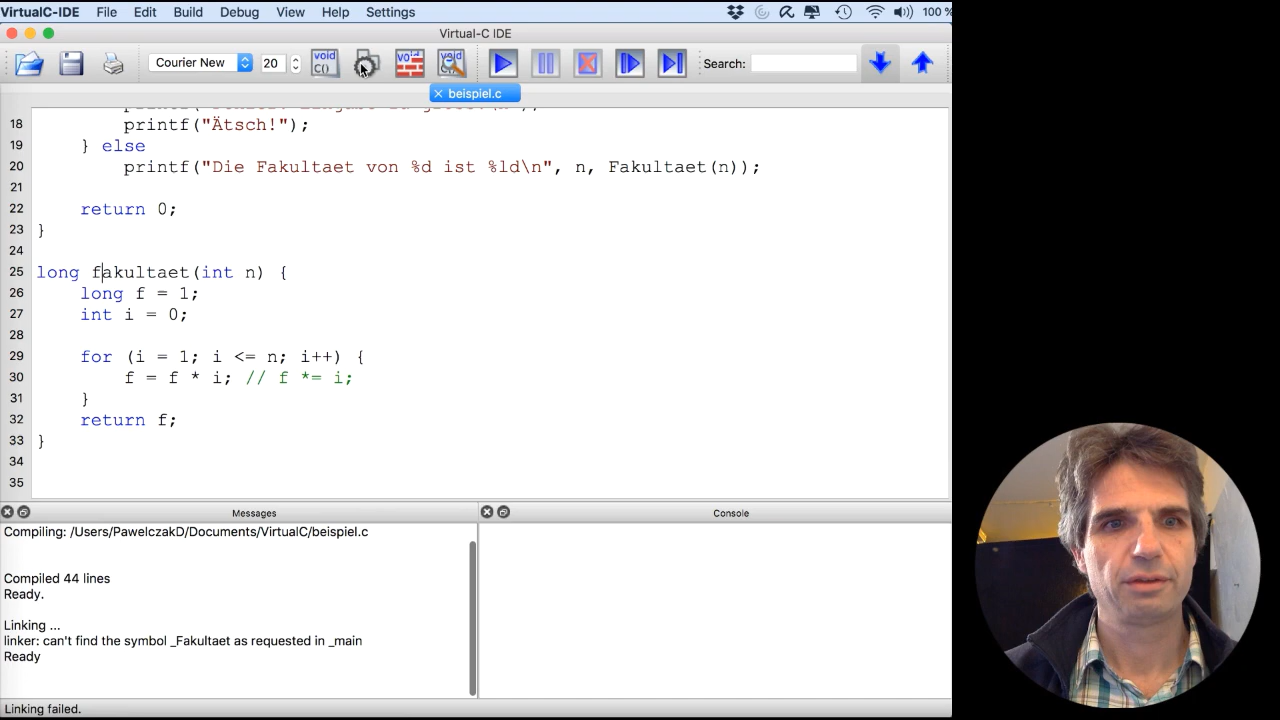 VirtualC-IDE File Edit Build Debug View Help Settings 100 %
Virtual-C IDE
Courier New 20 void C() void void C() Search:
beispiel.c
18 printf("Ätsch!");
19 } else
20 printf("Die Fakultaet von %d ist %ld\n", n, Fakultaet(n));
21
22 return 0;
23 }
24
25 long fakultaet(int n) {
26 long f = 1;
27 int i = 0;
28
29 for (i = 1; i <= n; i++) {
30 f = f * i; // f *= i;
31 }
32 return f;
33 }
34
35
Messages
Compiling: /Users/PawelczakD/Documents/VirtualC/beispiel.c
Compiled 44 lines
Ready.
Linking ...
linker: can't find the symbol _Fakultaet as requested in _main
Ready
Console
Linking failed.